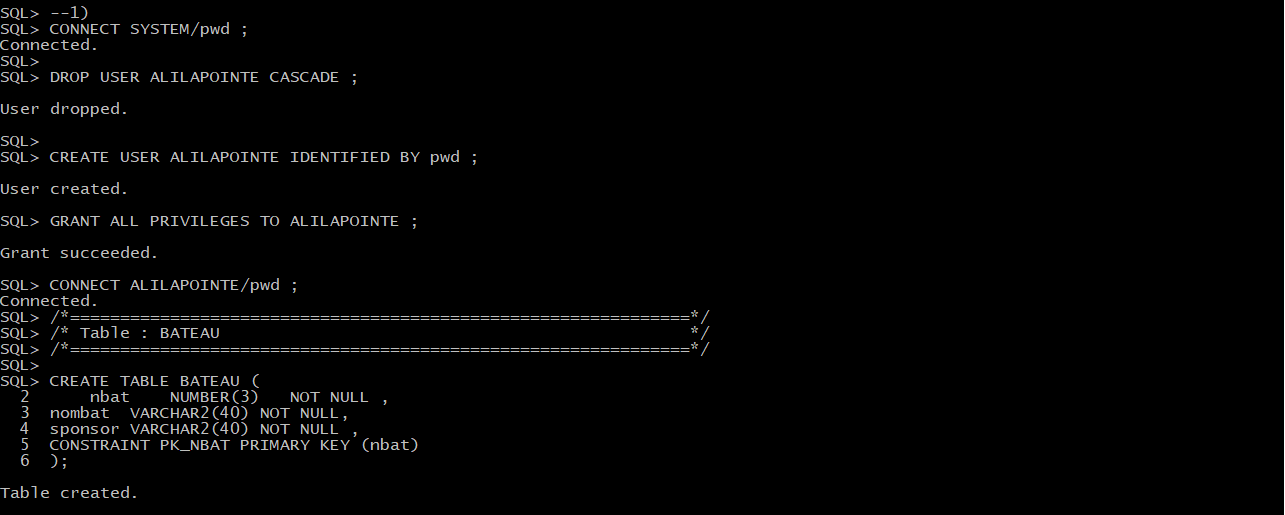 SQL> --1)
SQL> CONNECT SYSTEM/pwd ;
Connected.
SQL>
SQL> DROP USER ALILAPOINTE CASCADE ;
User dropped.
SQL>
SQL> CREATE USER ALILAPOINTE IDENTIFIED BY pwd ;
User created.
SQL> GRANT ALL PRIVILEGES TO ALILAPOINTE ;
Grant succeeded.
SQL> CONNECT ALILAPOINTE/pwd ;
Connected.
SQL> /*==============================================================*/
SQL> /* Table : BATEAU                                               */
SQL> /*==============================================================*/
SQL>
SQL> CREATE TABLE BATEAU (
  2      nbat    NUMBER(3)   NOT NULL ,
  3  nombat  VARCHAR2(40) NOT NULL,
  4  sponsor VARCHAR2(40) NOT NULL ,
  5  CONSTRAINT PK_NBAT PRIMARY KEY (nbat)
  6  );
Table created.